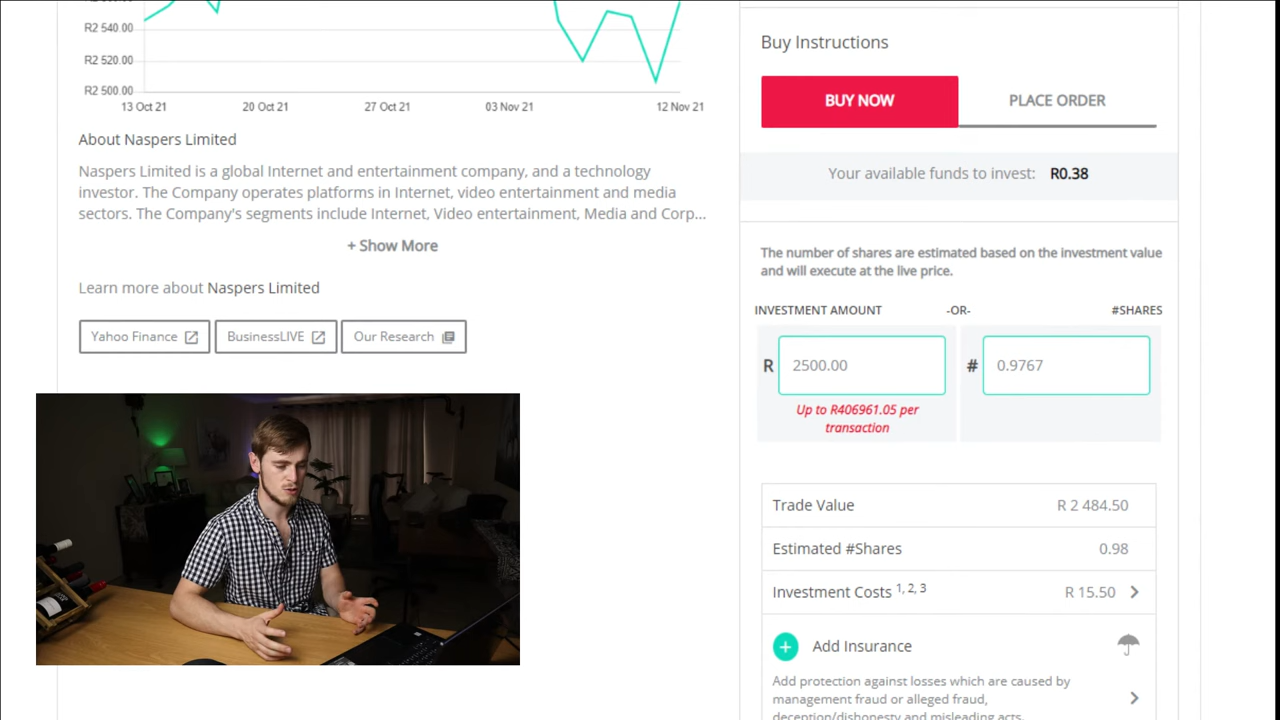 R2 540.00
R2 520.00
R2 500.00
13 Oct 21 20 Oct 21 27 Oct 21 03 Nov 21 12 Nov 21
About Naspers Limited
Naspers Limited is a global Internet and entertainment company, and a technology
investor. The Company operates platforms in Internet, video entertainment and media
sectors. The Company's segments include Internet, Video entertainment, Media and Corp...
+ Show More
Learn more about Naspers Limited
Yahoo Finance BusinessLIVE Our Research
Buy Instructions
BUY NOW PLACE ORDER
Your available funds to invest: R0.38
The number of shares are estimated based on the investment value
and will execute at the live price.
INVESTMENT AMOUNT -OR- #SHARES
R 2500.00 # 0.9767
Up to R406961.05 per
transaction
Trade Value R 2 484.50
Estimated #Shares 0.98
Investment Costs 1, 2, 3 R 15.50
+ Add Insurance
Add protection against losses which are caused by
management fraud or alleged fraud,
deception/dishonesty and misleading acts.